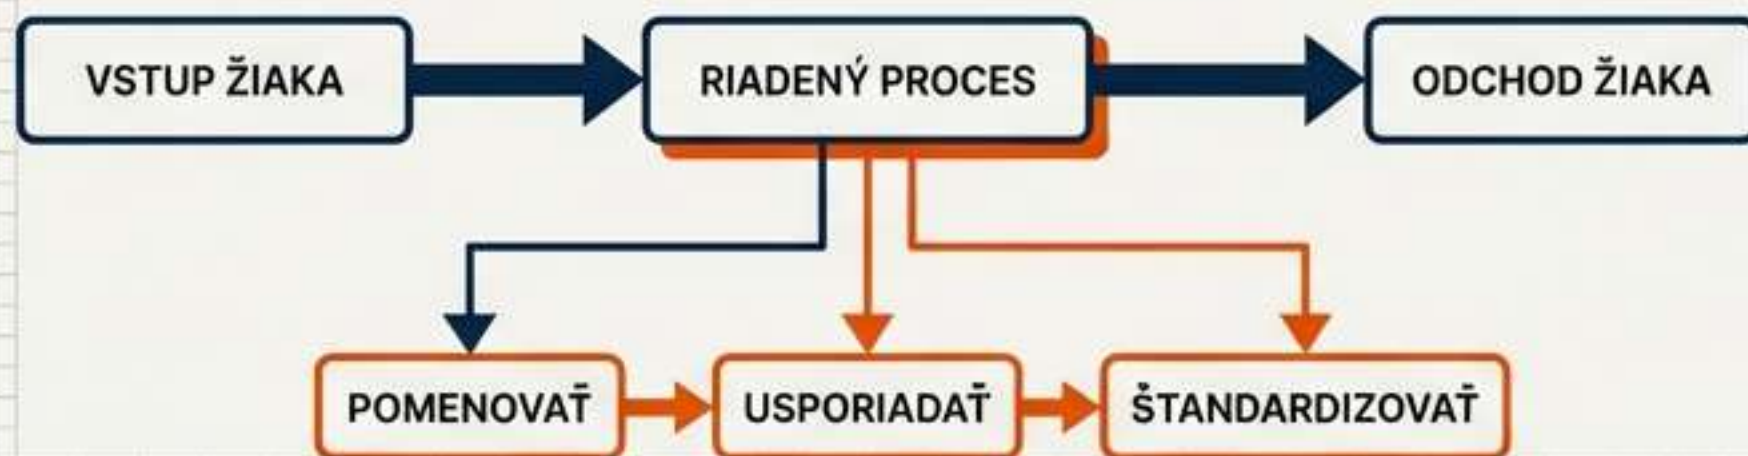 VSTUP ŽIAKA
RIADENÝ PROCES
ODCHOD ŽIAKA
POMENOVAŤ
USPORIADAŤ
ŠTANDARDIZOVAŤ